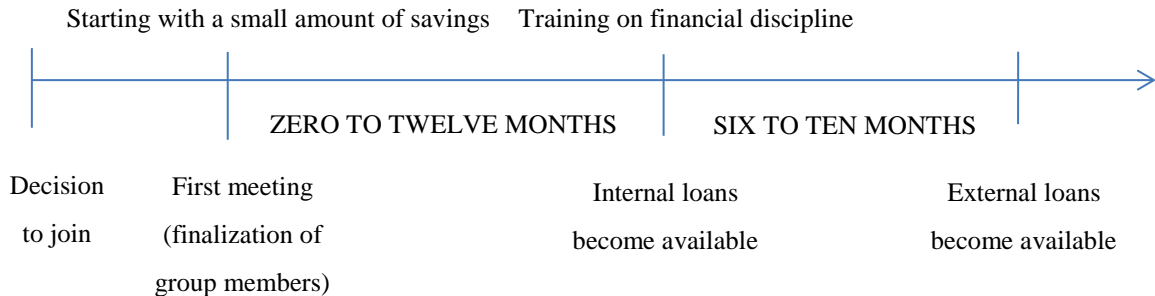 Starting with a small amount of savings Training on financial discipline
ZERO TO TWELVE MONTHS SIX TO TEN MONTHS
Decision
to join
First meeting
(finalization of
group members)
Internal loans
become available
External loans
become available